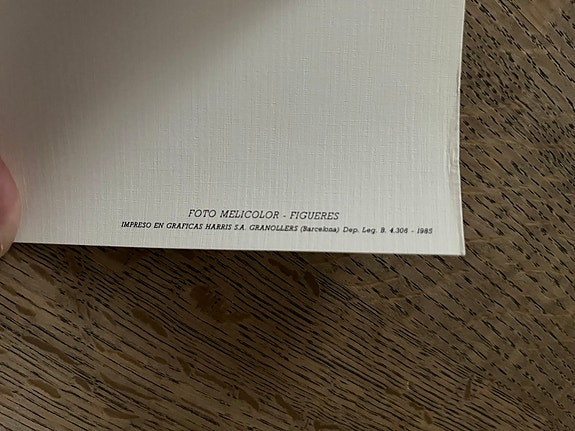 FOTO MELICOLOR - FIGUERES
IMPRESO EN GRAFICAS HARRIS S.A. GRANOLLERS (Barcelona) Dep. Leg. B. 4.306 - 1985